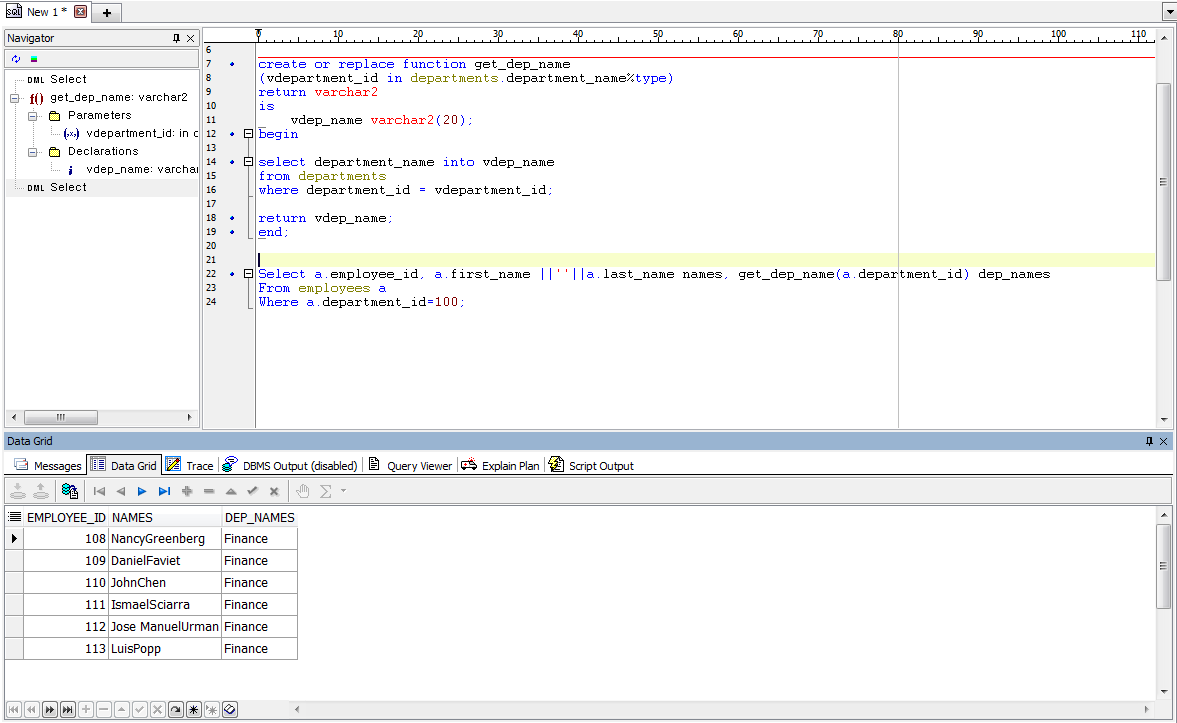 New 1 *
Navigator
DML Select
f() get_dep_name: varchar2
Parameters
(x) vdepartment_id: in
Declarations
i vdep_name: varchar
DML Select
0 10 20 30 40 50 60 70 80 90 100 110
6
7 create or replace function get_dep_name
8 (vdepartment_id in departments.department_name%type)
9 return varchar2
10 is
11 vdep_name varchar2(20);
12 begin
13
14 select department_name into vdep_name
15 from departments
16 where department_id = vdepartment_id;
17
18 return vdep_name;
19 end;
20
21
22 Select a.employee_id, a.first_name ||''||a.last_name names, get_dep_name(a.department_id) dep_names
23 From employees a
24 Where a.department_id=100;
Data Grid
Messages Data Grid Trace DBMS Output (disabled) Query Viewer Explain Plan Script Output
EMPLOYEE_ID NAMES DEP_NAMES
108 NancyGreenberg Finance
109 DanielFaviet Finance
110 JohnChen Finance
111 IsmaelSciarra Finance
112 Jose ManuelUrman Finance
113 LuisPopp Finance